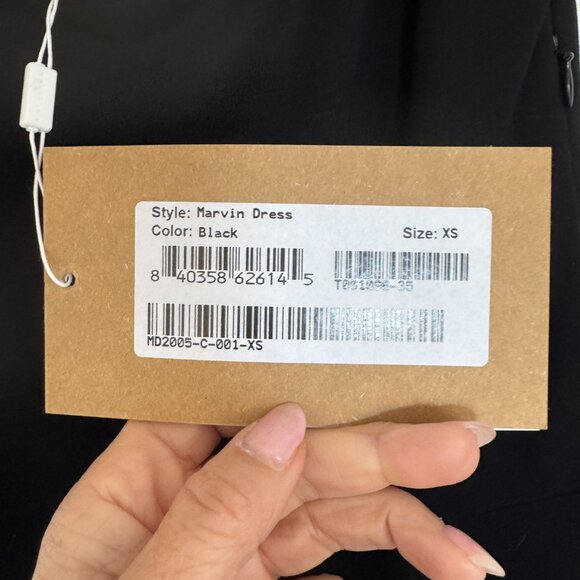 Style: Marvin Dress
Color: Black Size: XS
8 40358 62614 5
MD2005-C-001-XS